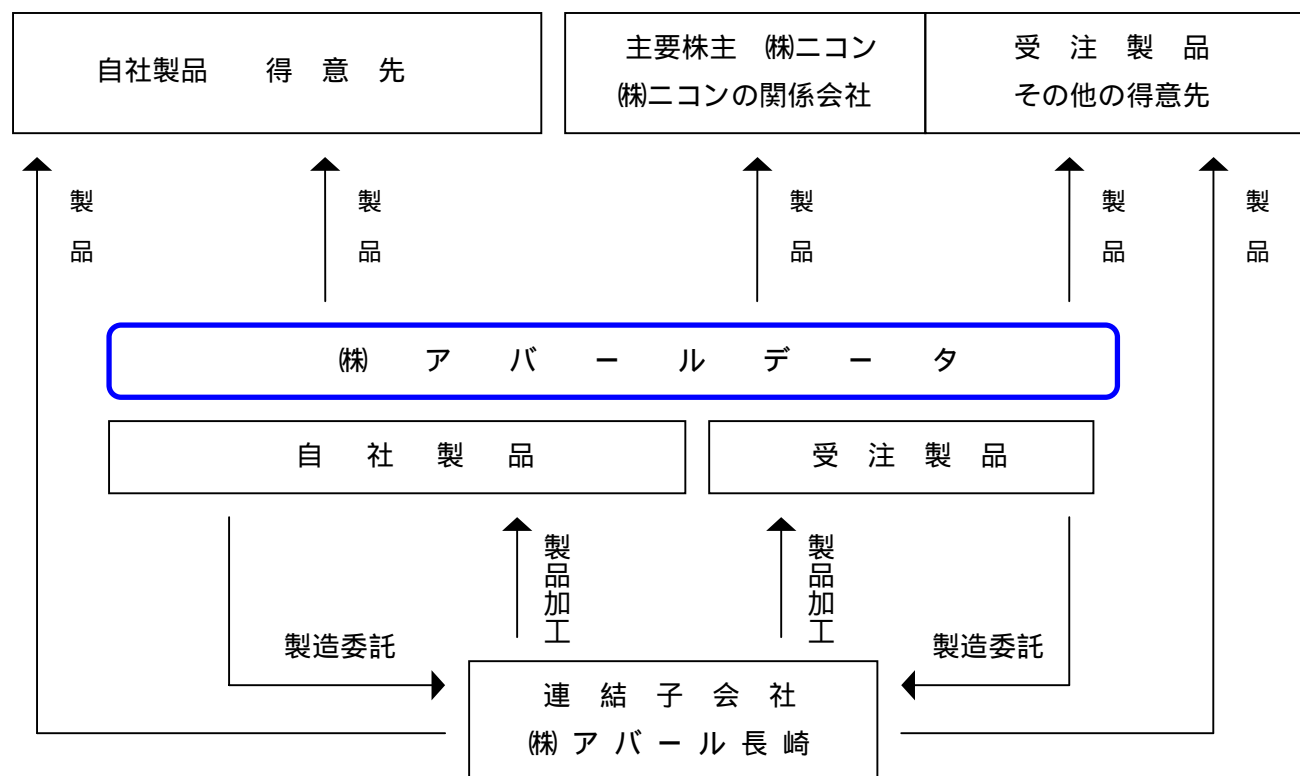 自社製品 得意先
主要株主 ㈱ニコン
㈱ニコンの関係会社
受注製品
その他の得意先
製品
製品
製品
製品
製品
㈱アバールデータ
自社製品
受注製品
製品加工
製品加工
製造委託
製造委託
連結子会社
㈱アバール長崎